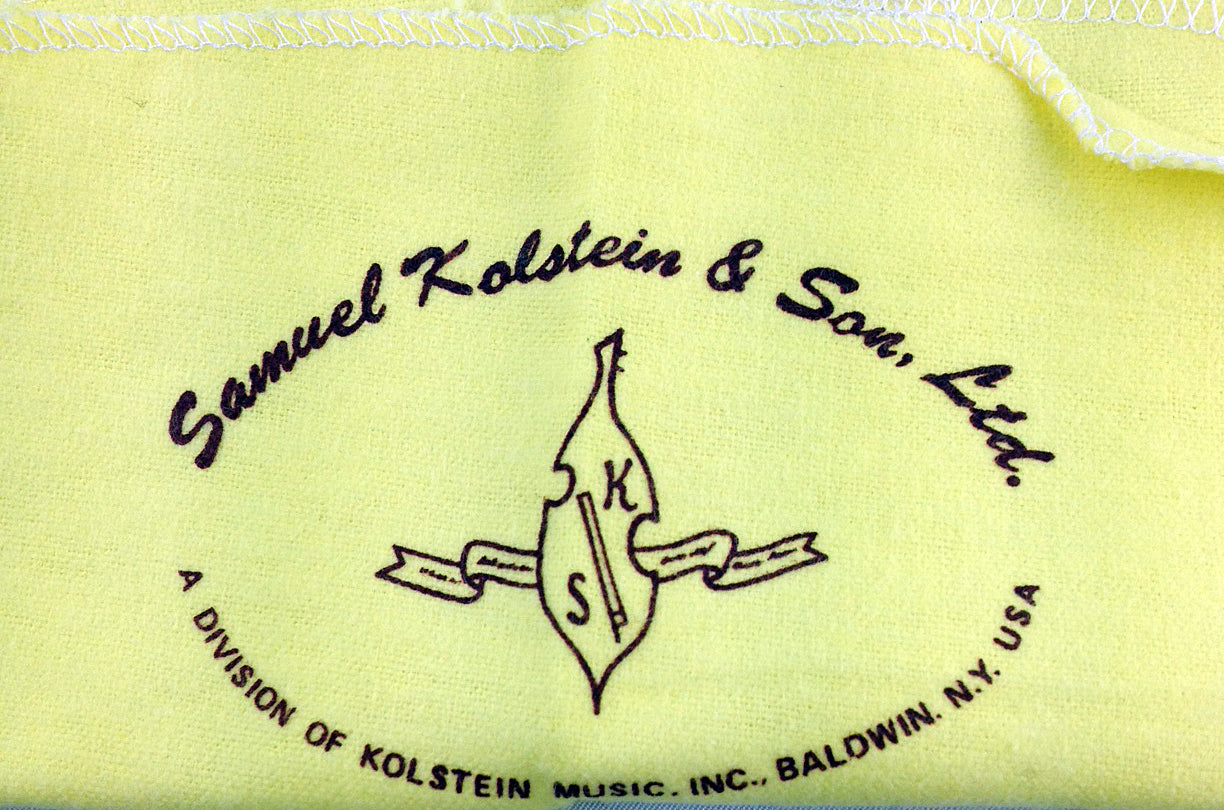 Samuel Kolstein & Son, Ltd.
K
S
A DIVISION OF KOLSTEIN MUSIC. INC., BALDWIN. N.Y. USA